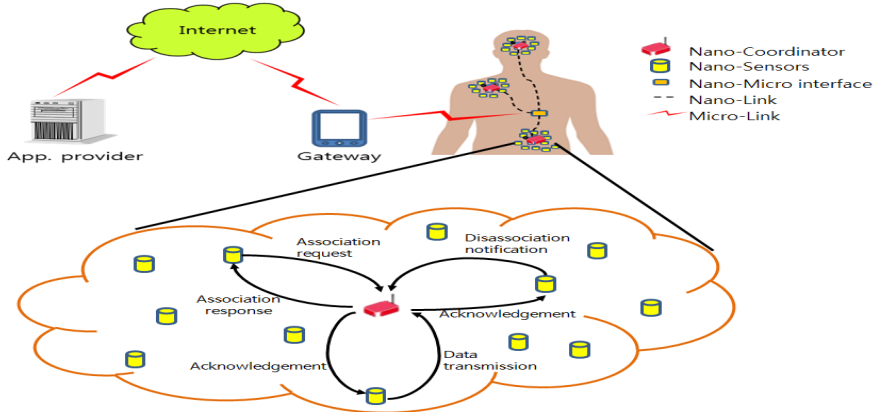 Internet
App. provider
Gateway
Nano-Coordinator
Nano-Sensors
Nano-Micro interface
Nano-Link
Micro-Link
Association
request
Disassociation
notification
Association
response
Acknowledgement
Acknowledgement
Data
transmission